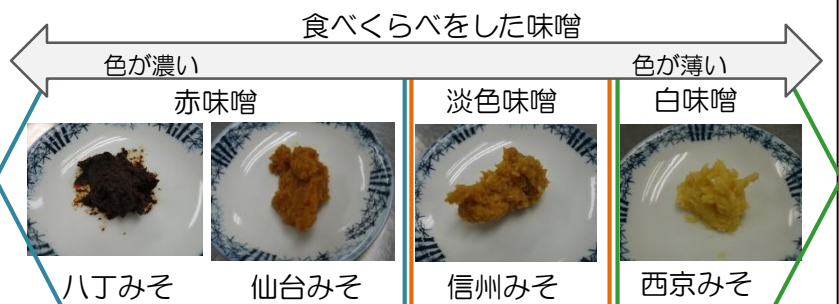 食べくらべをした味噌
色が濃い 色が薄い
赤味噌 淡色味噌 白味噌
八丁みそ 仙台みそ 信州みそ 西京みそ